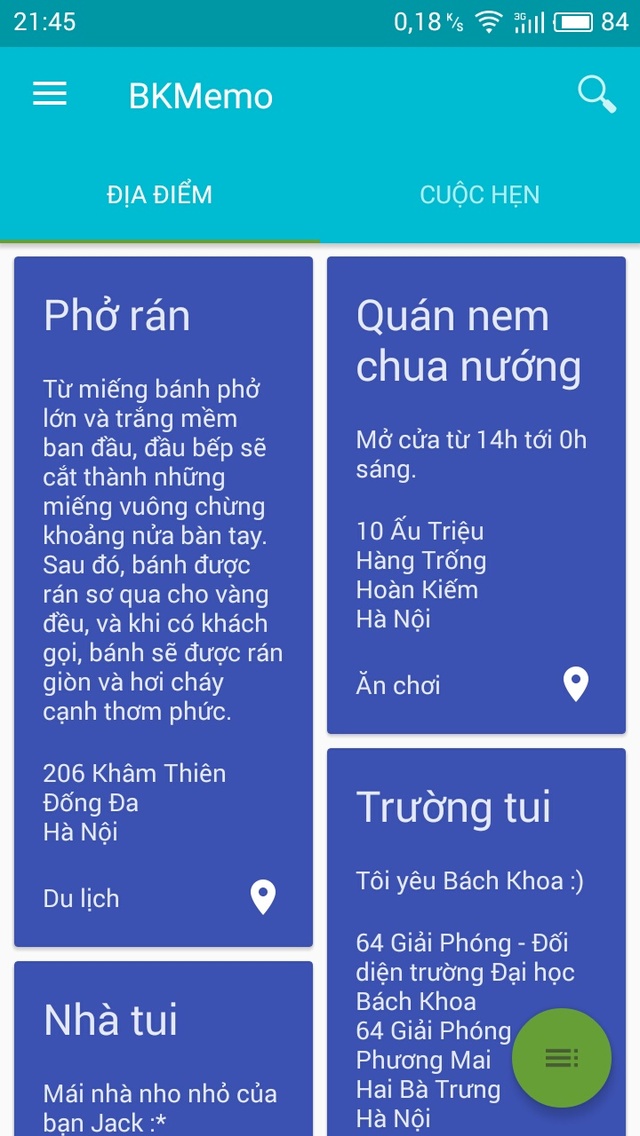 21:45
0,18 K/s 3G 84
BKMemo
ĐỊA ĐIỂM
CUỘC HẸN
Phở rán
Từ miếng bánh phở
lớn và trắng mềm
ban đầu, đầu bếp sẽ
cắt thành những
miếng vuông chừng
khoảng nửa bàn tay.
Sau đó, bánh được
rán sơ qua cho vàng
đều, và khi có khách
gọi, bánh sẽ được rán
giòn và hơi cháy
cạnh thơm phức.
206 Khâm Thiên
Đống Đa
Hà Nội
Du lịch
Quán nem
chua nướng
Mở cửa từ 14h tới 0h
sáng.
10 Ấu Triệu
Hàng Trống
Hoàn Kiếm
Hà Nội
Ăn chơi
Trường tui
Tôi yêu Bách Khoa :)
64 Giải Phóng - Đối
diện trường Đại học
Bách Khoa
64 Giải Phóng
Phương Mai
Hai Bà Trưng
Hà Nội
Nhà tui
Mái nhà nho nhỏ của
bạn Jack :*